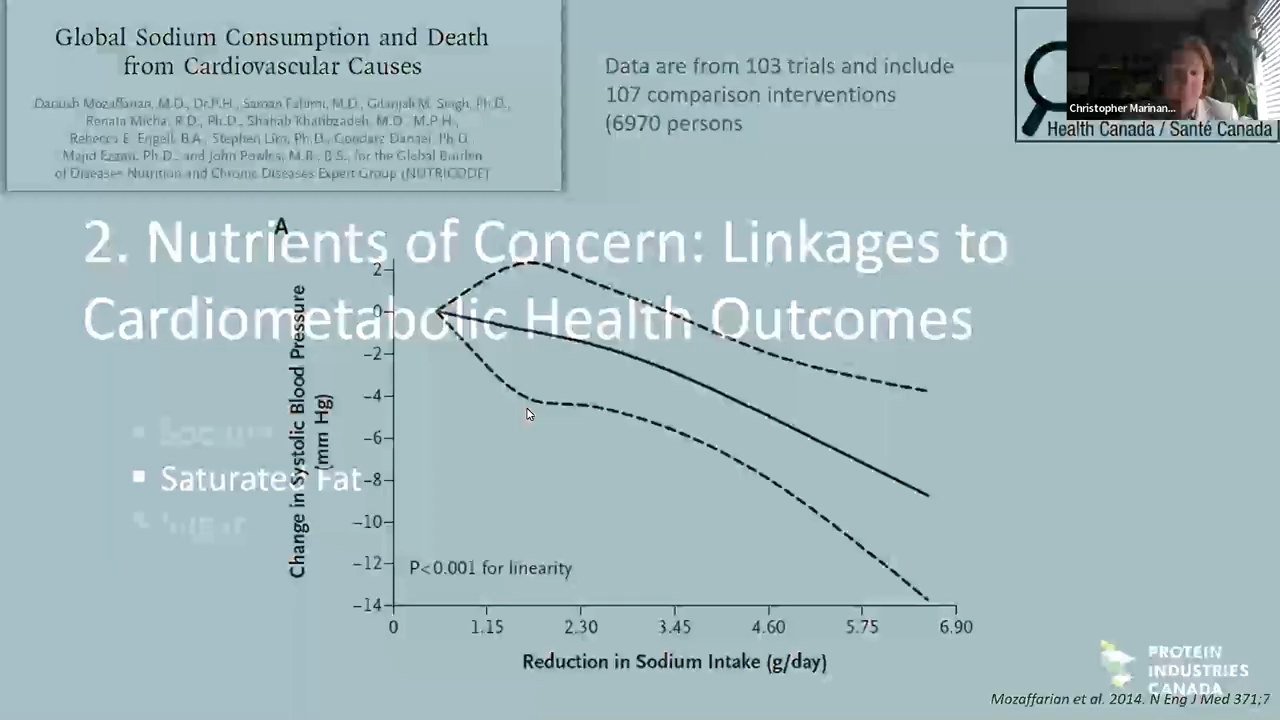 Global Sodium Consumption and Death
from Cardiovascular Causes
Dariush Mozaffarian, M.D., Dr.P.H., Saman Fahimi, M.D., Gitanjali M. Singh, Ph.D.,
Renata Micha, R.D., Ph.D., Shahab Khatibzadeh, M.D., M.P.H.,
Rebecca E. Engell, B.A., Stephen Lim, Ph.D., Goodarz Danaei, Ph.D.,
Majid Ezzati, Ph.D., and John Powles, M.B., B.S., for the Global Burden
of Diseases Nutrition and Chronic Diseases Expert Group (NUTRICODE)
Data are from 103 trials and include
107 comparison interventions
(6970 persons
Christopher Marinan...
Health Canada / Santé Canada
2. Nutrients of Concern: Linkages to
Cardiometabolic Health Outcomes
Saturated Fat
A
Change in Systolic Blood Pressure
(mm Hg)
2
0
−2
−4
−6
−8
−10
−12
−14
P<0.001 for linearity
0 1.15 2.30 3.45 4.60 5.75 6.90
Reduction in Sodium Intake (g/day)
PROTEIN
INDUSTRIES
CANADA
Mozaffarian et al. 2014. N Eng J Med 371;7